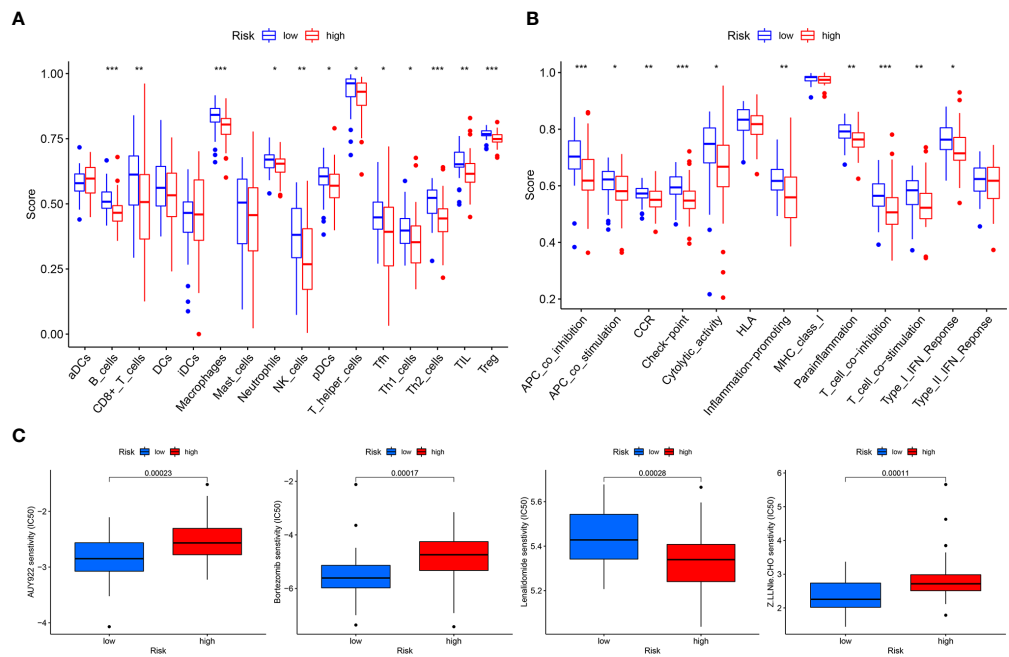 A
Risk low high
*** ** *** * ** * * * * *** ** ***
Score
1.00
0.75
0.50
0.25
0.00
aDCs
B_cells
CD8+_T_cells
DCs
iDCs
Macrophages
Mast_cells
Neutrophils
NK_cells
pDCs
T_helper_cells
Tfh
Th1_cells
Th2_cells
TIL
Treg
B
Risk low high
*** * ** *** * ** ** *** ** *
Score
1.0
0.8
0.6
0.4
0.2
APC_co_inhibition
APC_co_stimulation
CCR
Check−point
Cytolytic_activity
HLA
Inflammation−promoting
MHC_class_I
Parainflammation
T_cell_co−inhibition
T_cell_co−stimulation
Type_I_IFN_Reponse
Type_II_IFN_Reponse
C
Risk low high
0.00023
AUY922 senstivity (IC50)
−2
−3
−4
low high
Risk
Risk low high
0.00017
Bortezomib senstivity (IC50)
−2
−4
−6
low high
Risk
Risk low high
0.00028
Lenalidomide senstivity (IC50)
5.6
5.4
5.2
low high
Risk
Risk low high
0.00011
Z.LLNle.CHO senstivity (IC50)
6
5
4
3
2
low high
Risk